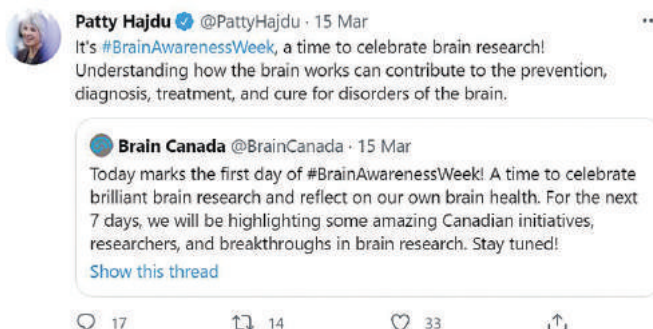 Patty Hajdu @PattyHajdu · 15 Mar
It's #BrainAwarenessWeek, a time to celebrate brain research!
Understanding how the brain works can contribute to the prevention,
diagnosis, treatment, and cure for disorders of the brain.
Brain Canada @BrainCanada · 15 Mar
Today marks the first day of #BrainAwarenessWeek! A time to celebrate
brilliant brain research and reflect on our own brain health. For the next
7 days, we will be highlighting some amazing Canadian initiatives,
researchers, and breakthroughs in brain research. Stay tuned!
Show this thread
17 14 33